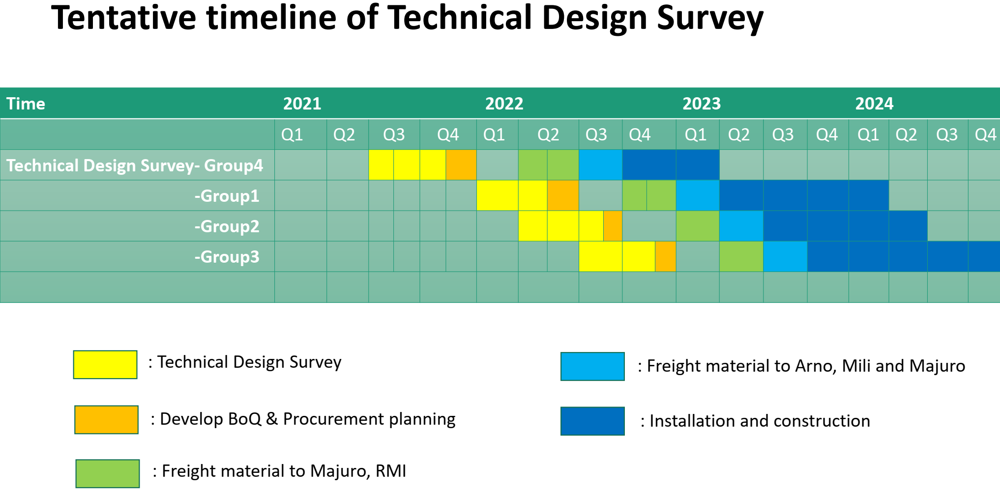 Tentative timeline of Technical Design Survey
Time 2021 2022 2023 2024
Q1 Q2 Q3 Q4 Q1 Q2 Q3 Q4 Q1 Q2 Q3 Q4 Q1 Q2 Q3 Q4
Technical Design Survey- Group4
-Group1
-Group2
-Group3
: Technical Design Survey
: Develop BoQ & Procurement planning
: Freight material to Majuro, RMI
: Freight material to Arno, Mili and Majuro
: Installation and construction